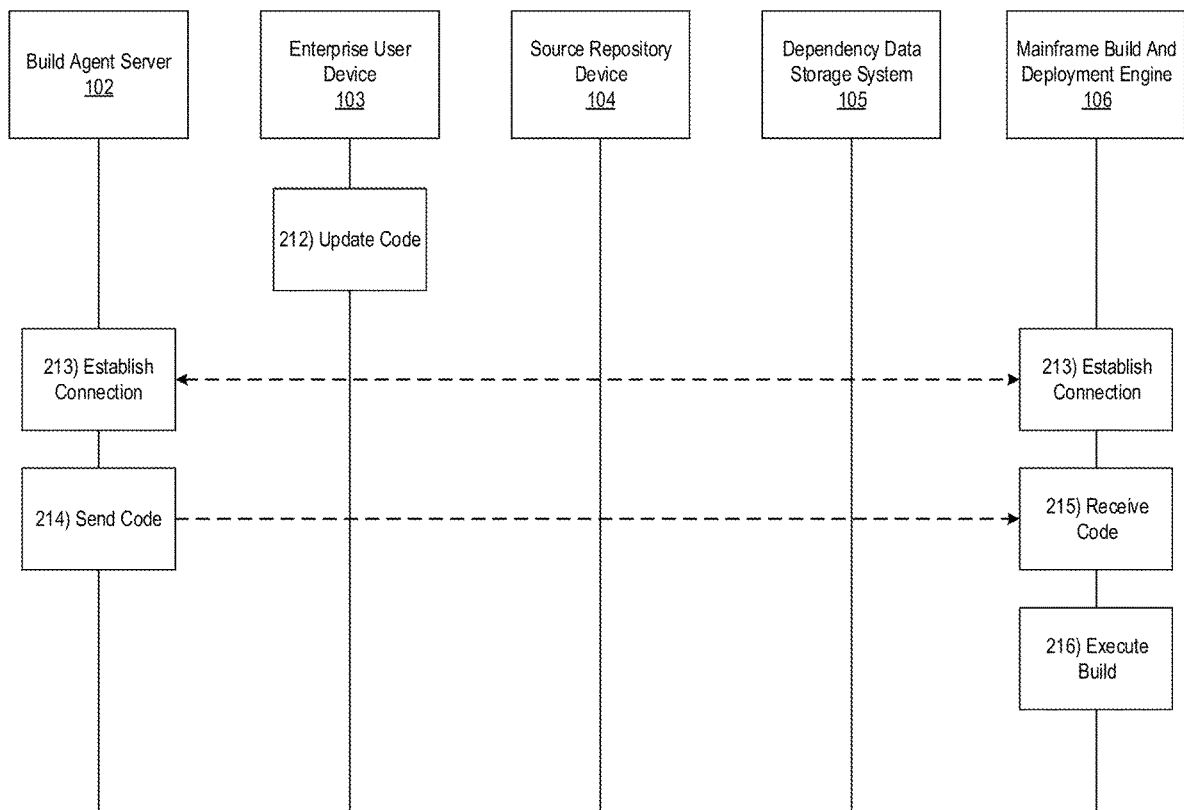 Build Agent Server
102
Enterprise User
Device
103
Source Repository
Device
104
Dependency Data
Storage System
105
Mainframe Build And
Deployment Engine
106
212) Update Code
213) Establish
Connection
213) Establish
Connection
214) Send Code
215) Receive
Code
216) Execute
Build